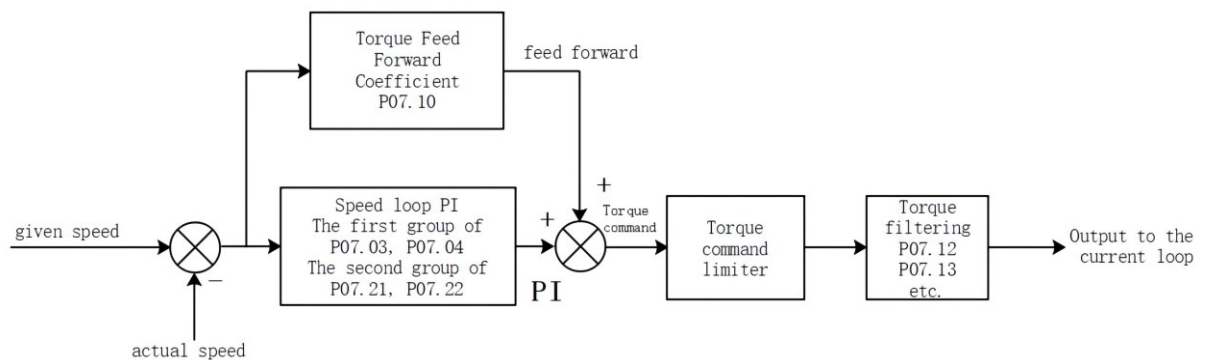 Torque Feed
Forward
Coefficient
P07.10
feed forward
given speed
−
actual speed
Speed loop PI
The first group of
P07.03, P07.04
The second group of
P07.21, P07.22
PI
+
+
Torque
command
Torque
command
limiter
Torque
filtering
P07.12
P07.13
etc.
Output to the
current loop